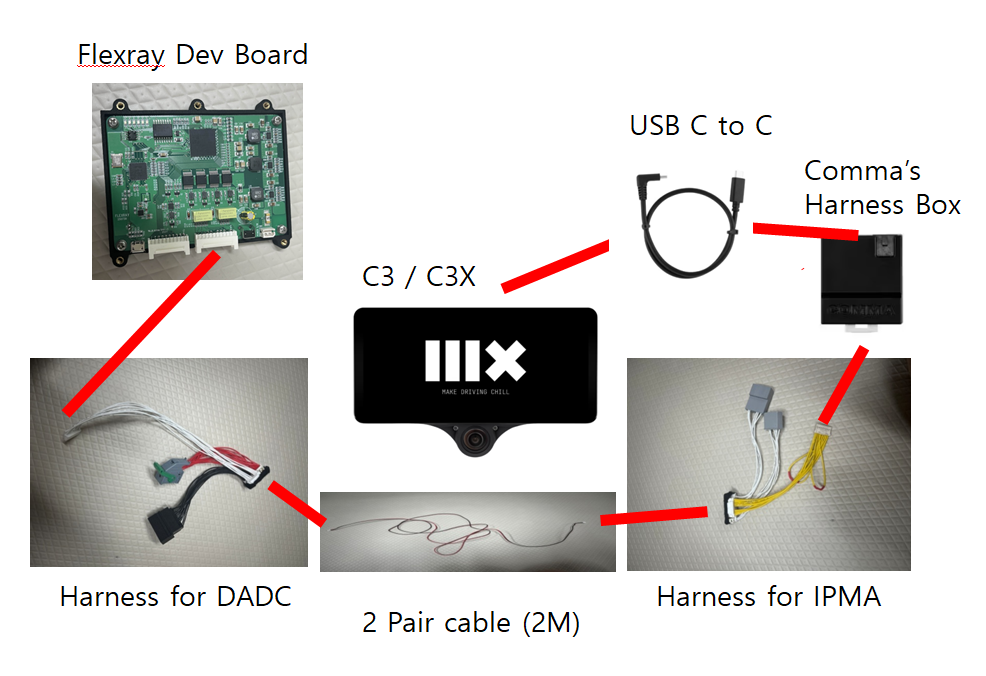 Flexray Dev Board
USB C to C
Comma’s
Harness Box
C3 / C3X
MAKE DRIVING CHILL
comma
Harness for DADC
2 Pair cable (2M)
Harness for IPMA